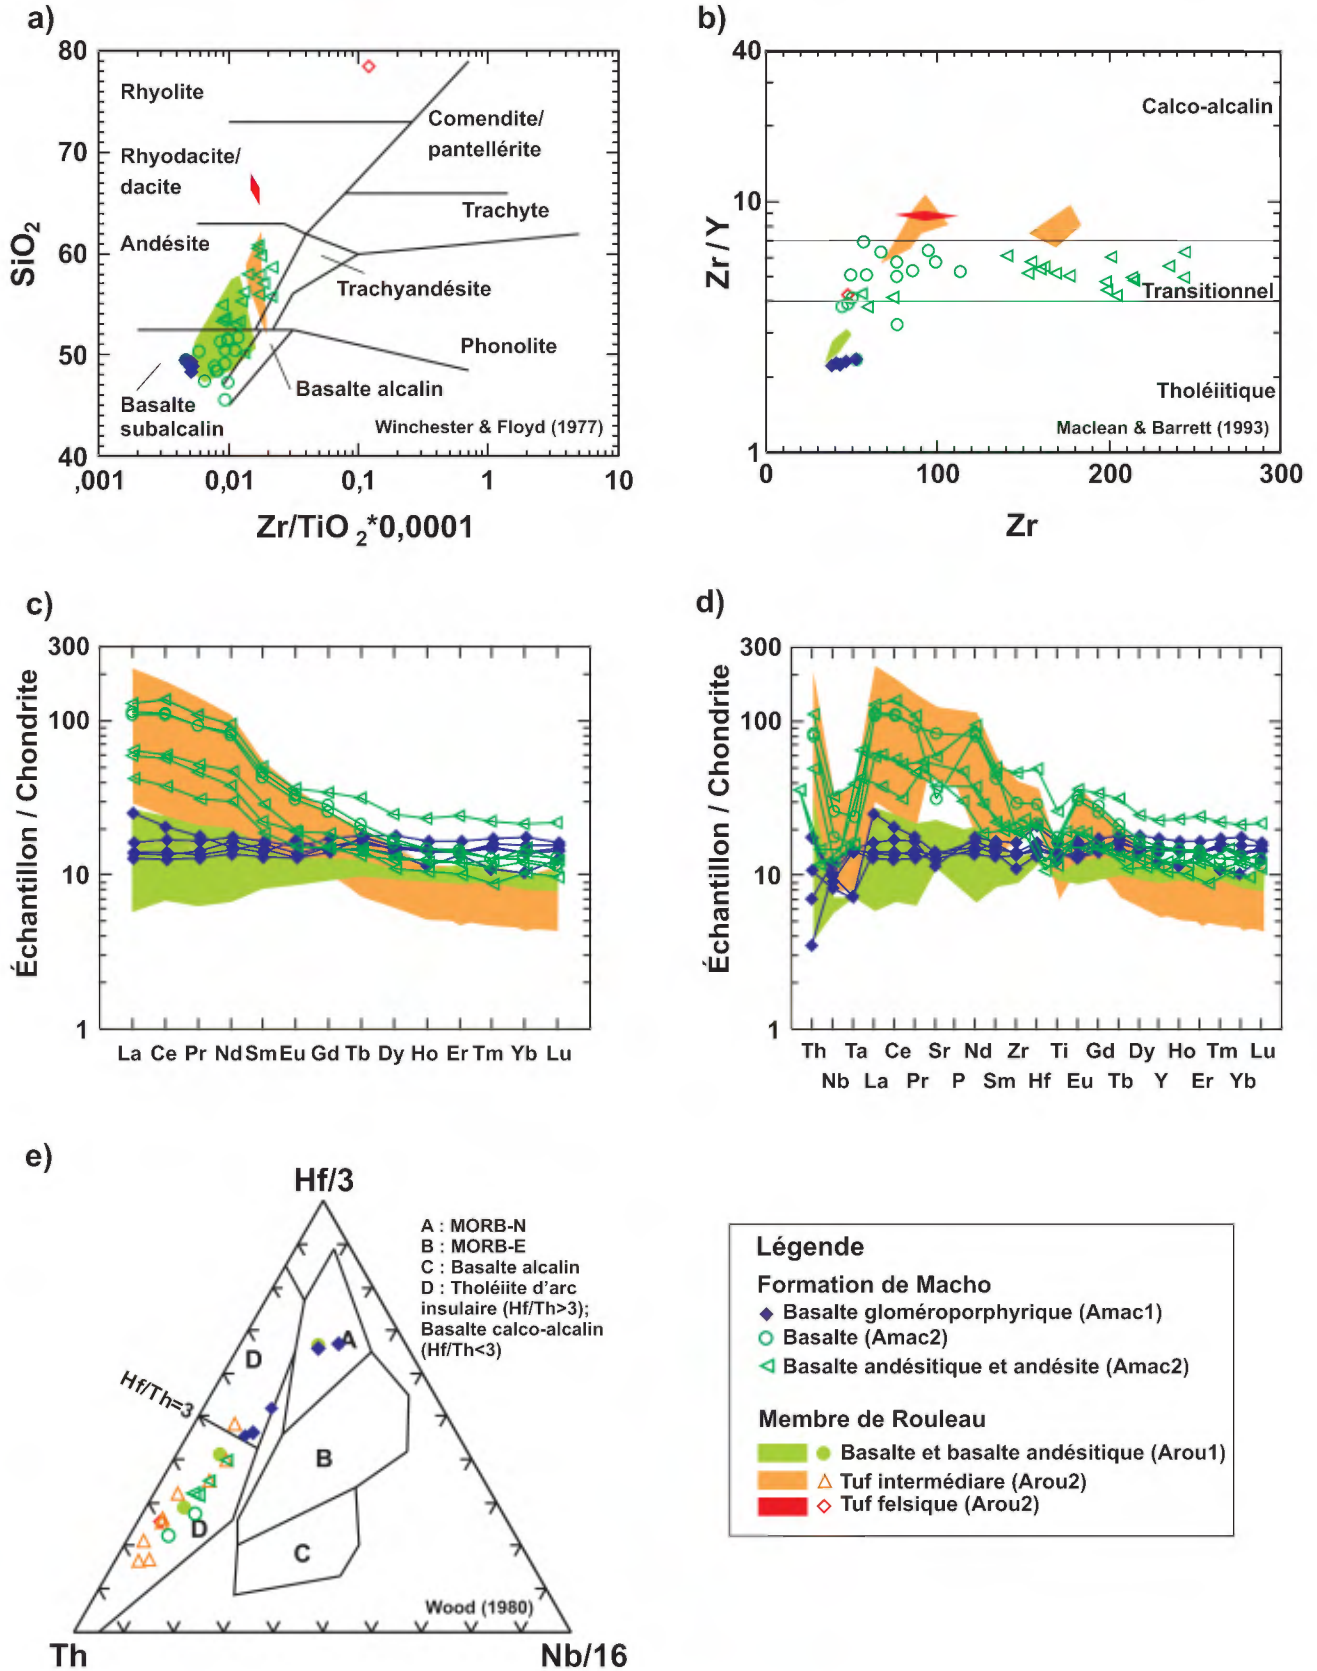 a)
80
70
60
50
40
SiO2
Rhyolite
Comendite/
pantellérite
Rhyodacite/
dacite
Trachyte
Andésite
Trachyandésite
Phonolite
Basalte alcalin
Basalte
subalcalin
Winchester & Floyd (1977)
,001
0,01
0,1
1
10
Zr/TiO2*0,0001
b)
40
10
1
Zr / Y
Calco-alcalin
Transitionnel
Tholéiitique
Maclean & Barrett (1993)
0
100
200
300
Zr
c)
300
100
10
1
Échantillon / Chondrite
La Ce Pr Nd Sm Eu Gd Tb Dy Ho Er Tm Yb Lu
d)
300
100
10
1
Échantillon / Chondrite
Th Ta Ce Sr Nd Zr Ti Gd Dy Ho Tm Lu
Nb La Pr P Sm Hf Eu Tb Y Er Yb
e)
Hf/3
A : MORB-N
B : MORB-E
C : Basalte alcalin
D : Tholéiite d'arc
insulaire (Hf/Th>3);
Basalte calco-alcalin
(Hf/Th<3)
A
D
Hf/Th=3
B
D
C
Wood (1980)
Th
Nb/16
Légende
Formation de Macho
Basalte gloméroporphyrique (Amac1)
Basalte (Amac2)
Basalte andésitique et andésite (Amac2)
Membre de Rouleau
Basalte et basalte andésitique (Arou1)
Tuf intermédiare (Arou2)
Tuf felsique (Arou2)